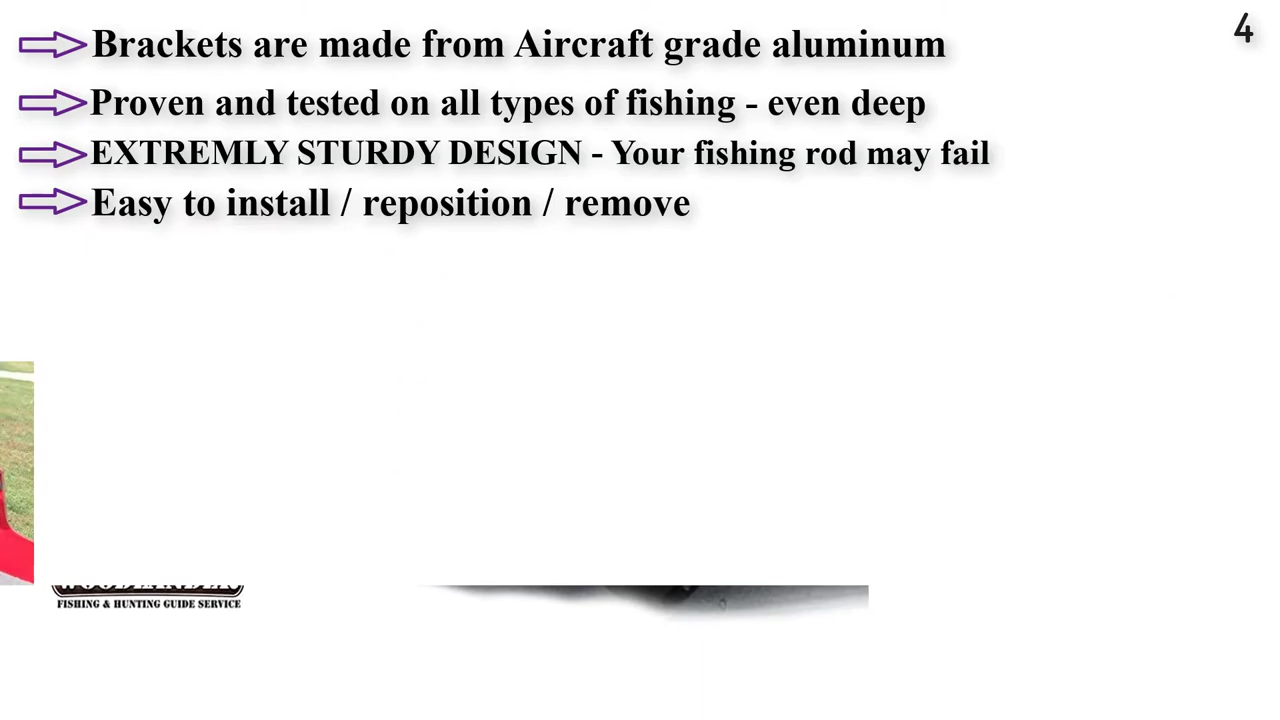 Brackets are made from Aircraft grade aluminum
4
Proven and tested on all types of fishing - even deep
EXTREMLY STURDY DESIGN - Your fishing rod may fail
Easy to install / reposition / remove
FISHING & HUNTING GUIDE SERVICE